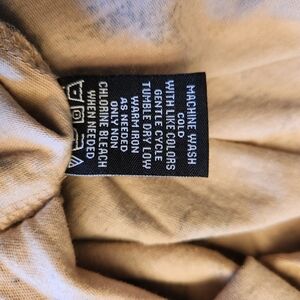 MACHINE WASH
COLD
WITH LIKE COLORS
GENTLE CYCLE
TUMBLE DRY LOW
WARM IRON
AS NEEDED
ONLY NON
CHLORINE BLEACH
WHEN NEEDED